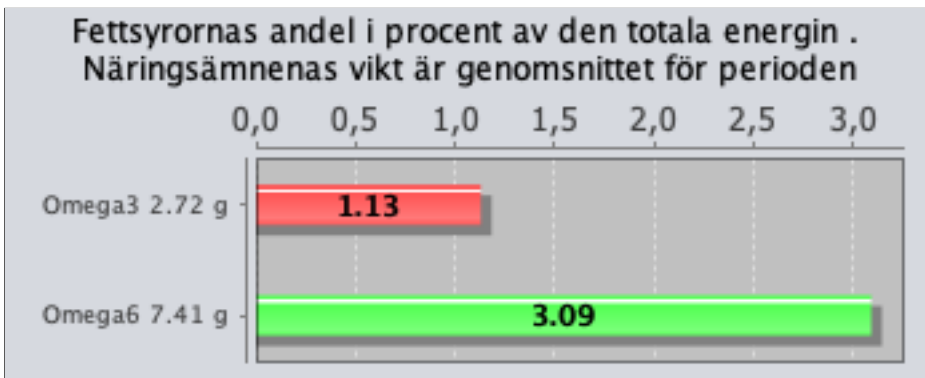 Fettsyrornas andel i procent av den totala energin .
Näringsämnenas vikt är genomsnittet för perioden
0,0 0,5 1,0 1,5 2,0 2,5 3,0
Omega3 2.72 g 1.13
Omega6 7.41 g 3.09